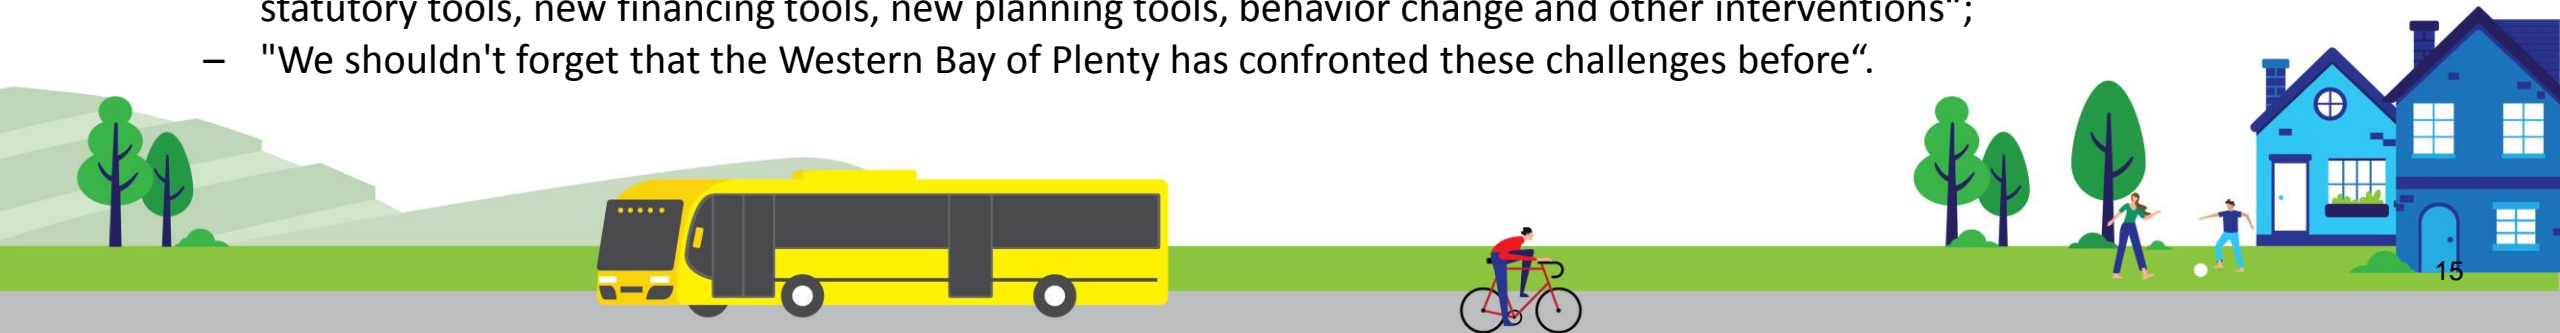 statutory tools, new financing tools, new planning tools, behavior change and other interventions";
– "We shouldn't forget that the Western Bay of Plenty has confronted these challenges before“.
15